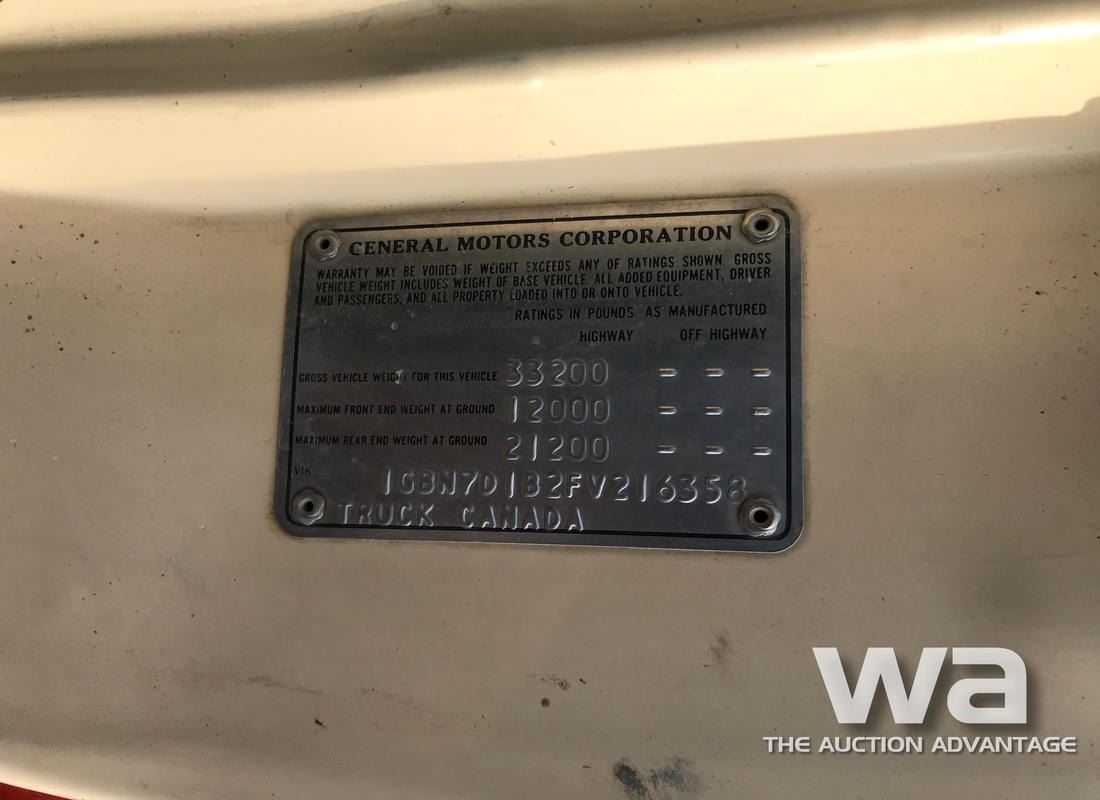 GENERAL MOTORS CORPORATION
WARRANTY MAY BE VOIDED IF WEIGHT EXCEEDS ANY OF RATINGS SHOWN. GROSS
VEHICLE WEIGHT INCLUDES WEIGHT OF BASE VEHICLE. ALL ADDED EQUIPMENT, DRIVER
AND PASSENGERS, AND ALL PROPERTY LOADED INTO OR ONTO VEHICLE.
RATINGS IN POUNDS AS MANUFACTURED
HIGHWAY OFF HIGHWAY
GROSS VEHICLE WEIGHT FOR THIS VEHICLE 33200 - - -
MAXIMUM FRONT END WEIGHT AT GROUND 12000 - - -
MAXIMUM REAR END WEIGHT AT GROUND 21200 - - -
VIN
1GBN7D1B2FV216358
TRUCK CANADA
wa
THE AUCTION ADVANTAGE